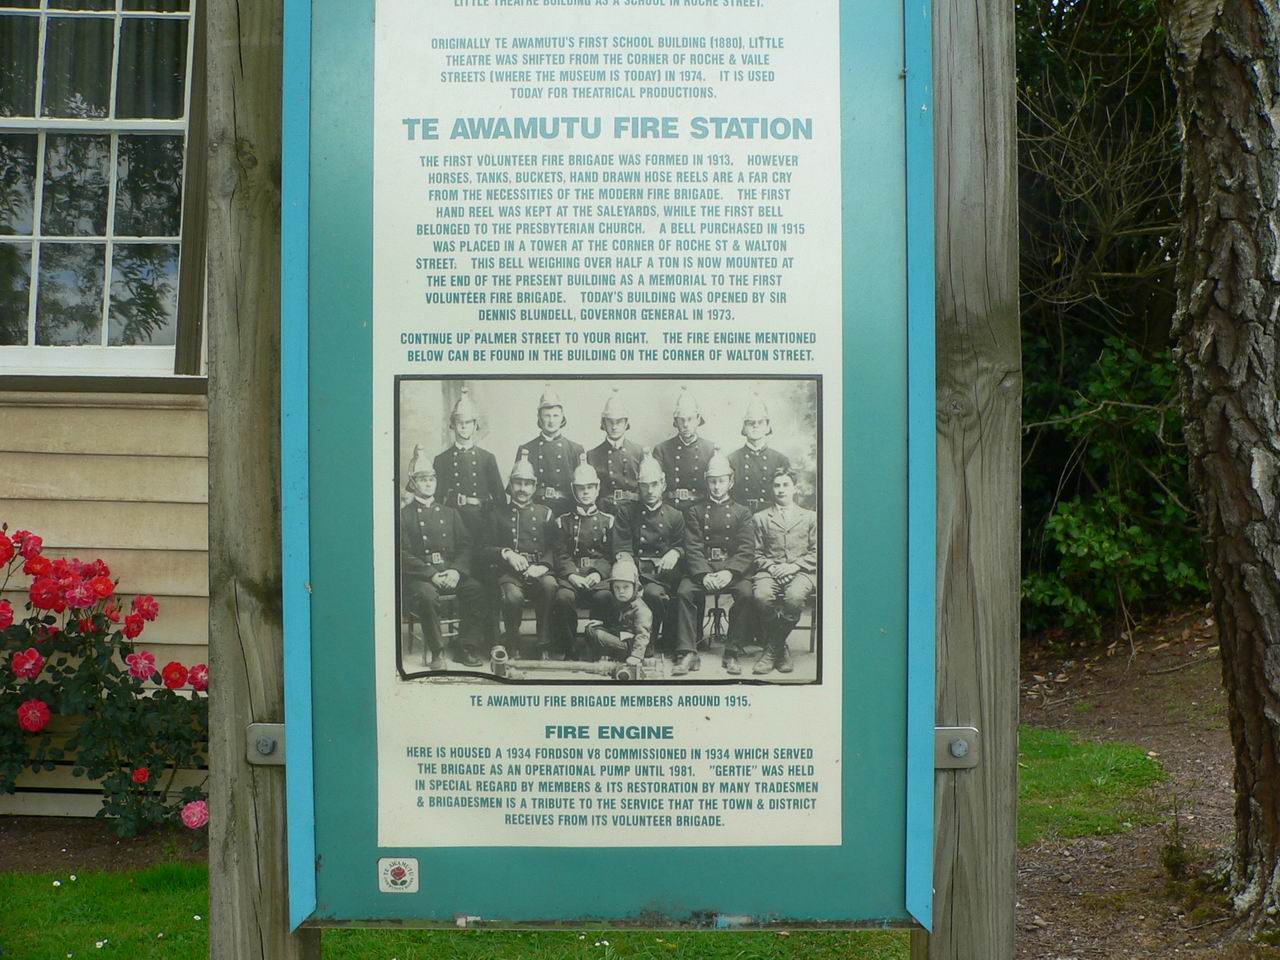 LITTLE THEATRE BUILDING AS A SCHOOL IN ROCHE STREET.
ORIGINALLY TE AWAMUTU'S FIRST SCHOOL BUILDING (1880), LITTLE
THEATRE WAS SHIFTED FROM THE CORNER OF ROCHE & VAILE
STREETS (WHERE THE MUSEUM IS TODAY) IN 1974. IT IS USED
TODAY FOR THEATRICAL PRODUCTIONS.
TE AWAMUTU FIRE STATION
THE FIRST VOLUNTEER FIRE BRIGADE WAS FORMED IN 1913. HOWEVER
HORSES, TANKS, BUCKETS, HAND DRAWN HOSE REELS ARE A FAR CRY
FROM THE NECESSITIES OF THE MODERN FIRE BRIGADE. THE FIRST
HAND REEL WAS KEPT AT THE SALEYARDS, WHILE THE FIRST BELL
BELONGED TO THE PRESBYTERIAN CHURCH. A BELL PURCHASED IN 1915
WAS PLACED IN A TOWER AT THE CORNER OF ROCHE ST & WALTON
STREET. THIS BELL WEIGHING OVER HALF A TON IS NOW MOUNTED AT
THE END OF THE PRESENT BUILDING AS A MEMORIAL TO THE FIRST
VOLUNTEER FIRE BRIGADE. TODAY'S BUILDING WAS OPENED BY SIR
DENNIS BLUNDELL, GOVERNOR GENERAL IN 1973.
CONTINUE UP PALMER STREET TO YOUR RIGHT. THE FIRE ENGINE MENTIONED
BELOW CAN BE FOUND IN THE BUILDING ON THE CORNER OF WALTON STREET.
TE AWAMUTU FIRE BRIGADE MEMBERS AROUND 1915.
FIRE ENGINE
HERE IS HOUSED A 1934 FORDSON V8 COMMISSIONED IN 1934 WHICH SERVED
THE BRIGADE AS AN OPERATIONAL PUMP UNTIL 1981. "GERTIE" WAS HELD
IN SPECIAL REGARD BY MEMBERS & ITS RESTORATION BY MANY TRADESMEN
& BRIGADESMEN IS A TRIBUTE TO THE SERVICE THAT THE TOWN & DISTRICT
RECEIVES FROM ITS VOLUNTEER BRIGADE.
TE AWAMUTU